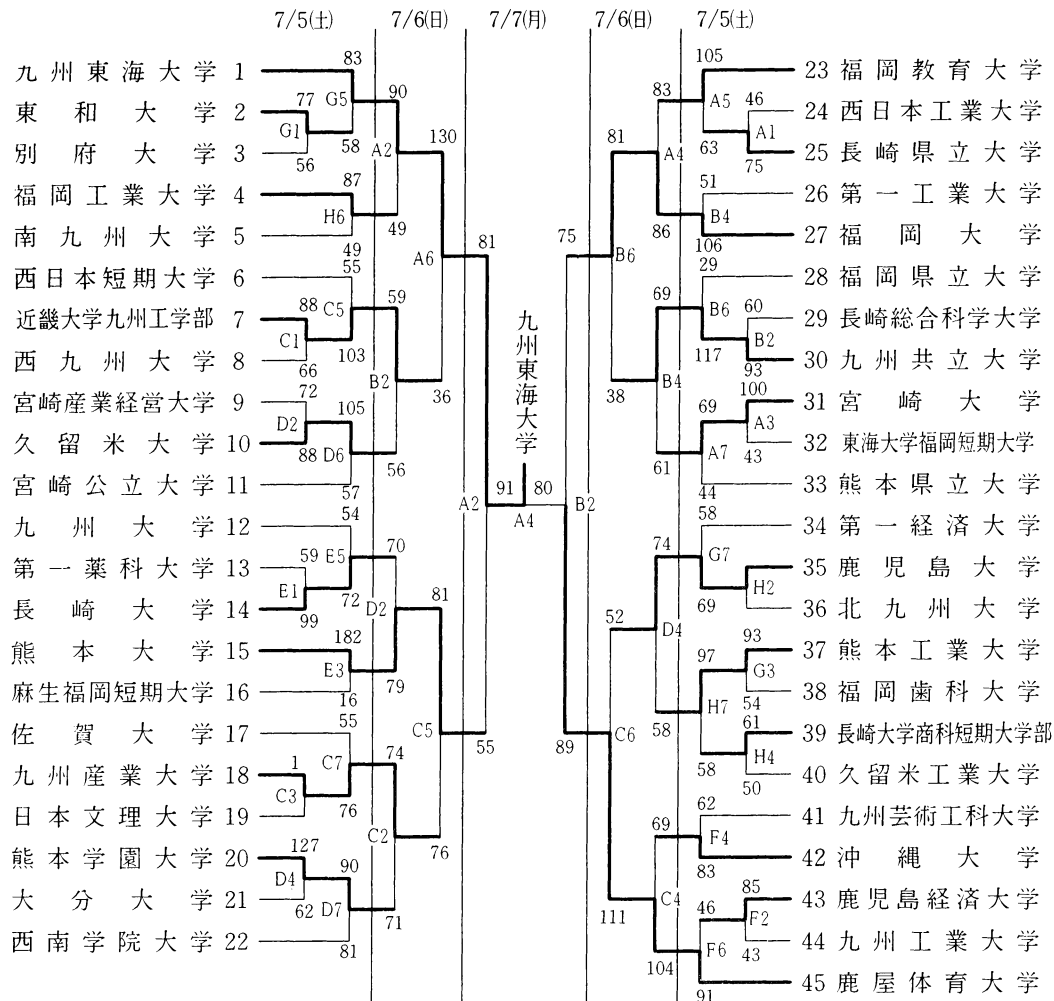 7/5(土) 7/6(日) 7/7(月) 7/6(日) 7/5(土)
九州東海大学 1
東和大学 2
別府大学 3
福岡工業大学 4
南九州大学 5
西日本短期大学 6
近畿大学九州工学部 7
西九州大学 8
宮崎産業経営大学 9
久留米大学 10
宮崎公立大学 11
九州大学 12
第一薬科大学 13
長崎大学 14
熊本大学 15
麻生福岡短期大学 16
佐賀大学 17
九州産業大学 18
日本文理大学 19
熊本学園大学 20
大分大学 21
西南学院大学 22
83
77 G5 90
G1 58 A2 130
56
87
H6 49
49 A6 81
55
88 C5 59
C1 103
66 B2 36
72
105
D2
88 D6 56
57 A2
54
59 E5 70
E1 72
99 D2 81
182
E3 79
16
55 C5 55
1 C7 74
C3 76
C2 76
127
90
D4
62 D7 71
81
九州東海大学
91 80
A4
105
83 46
A5 A1
81 63 75
A4 51
B4
86 106
75 B6 29
69 B6 60
B2
117 93
38 B4 100
69 A3
A7 43
61 44
B2 58
74 G7
H2
69
52 D4 93
97 G3
54
H7 61
58 H4
58 50
89 C6 62
69 F4
83
C4 85
46 F2
111 43
F6
104 91
23 福岡教育大学
24 西日本工業大学
25 長崎県立大学
26 第一工業大学
27 福岡大学
28 福岡県立大学
29 長崎総合科学大学
30 九州共立大学
31 宮崎大学
32 東海大学福岡短期大学
33 熊本県立大学
34 第一経済大学
35 鹿児島大学
36 北九州大学
37 熊本工業大学
38 福岡歯科大学
39 長崎大学商科短期大学部
40 久留米工業大学
41 九州芸術工科大学
42 沖縄大学
43 鹿児島経済大学
44 九州工業大学
45 鹿屋体育大学